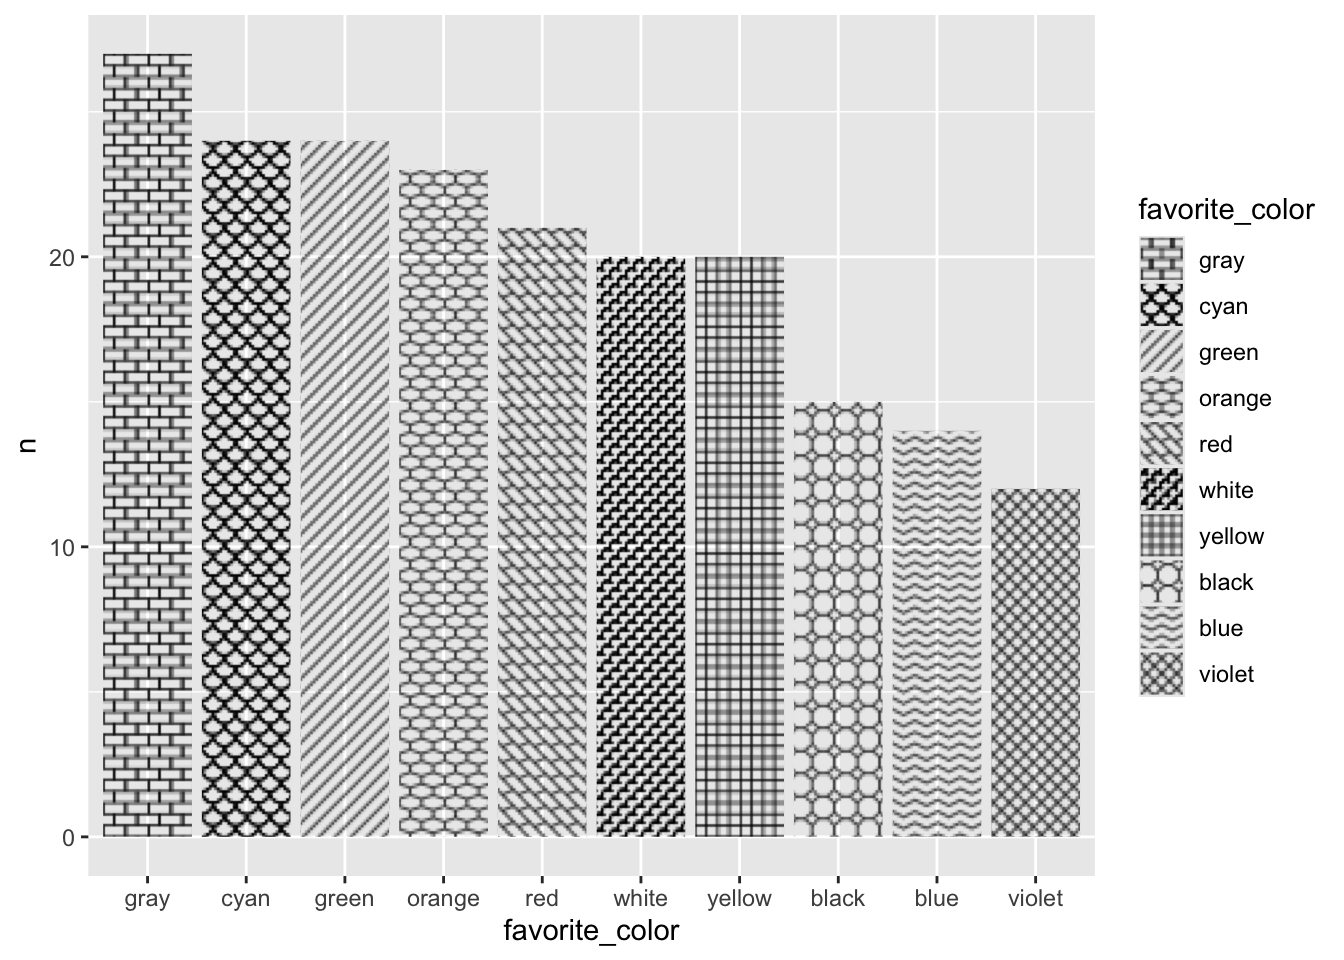 n
20
10
0
gray cyan green orange red white yellow black blue violet
favorite_color
favorite_color
gray
cyan
green
orange
red
white
yellow
black
blue
violet